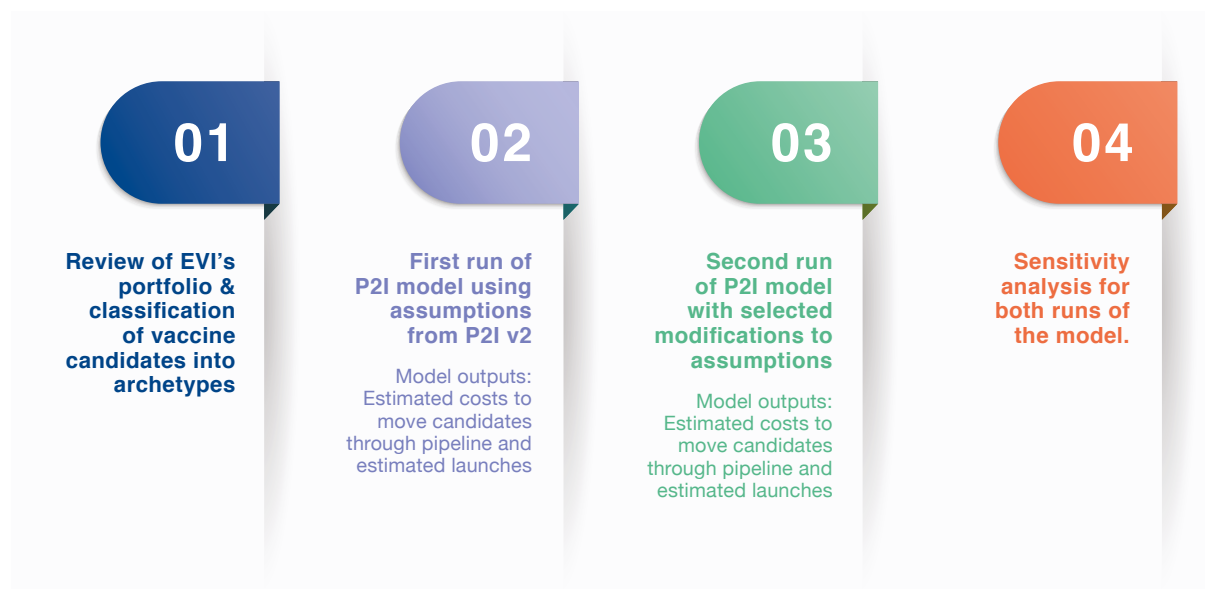 01
Review of EVI’s
portfolio &
classification
of vaccine
candidates into
archetypes
02
First run of
P2I model using
assumptions
from P2I v2
Model outputs:
Estimated costs to
move candidates
through pipeline and
estimated launches
03
Second run
of P2I model
with selected
modifications to
assumptions
Model outputs:
Estimated costs to
move candidates
through pipeline and
estimated launches
04
Sensitivity
analysis for
both runs of
the model.